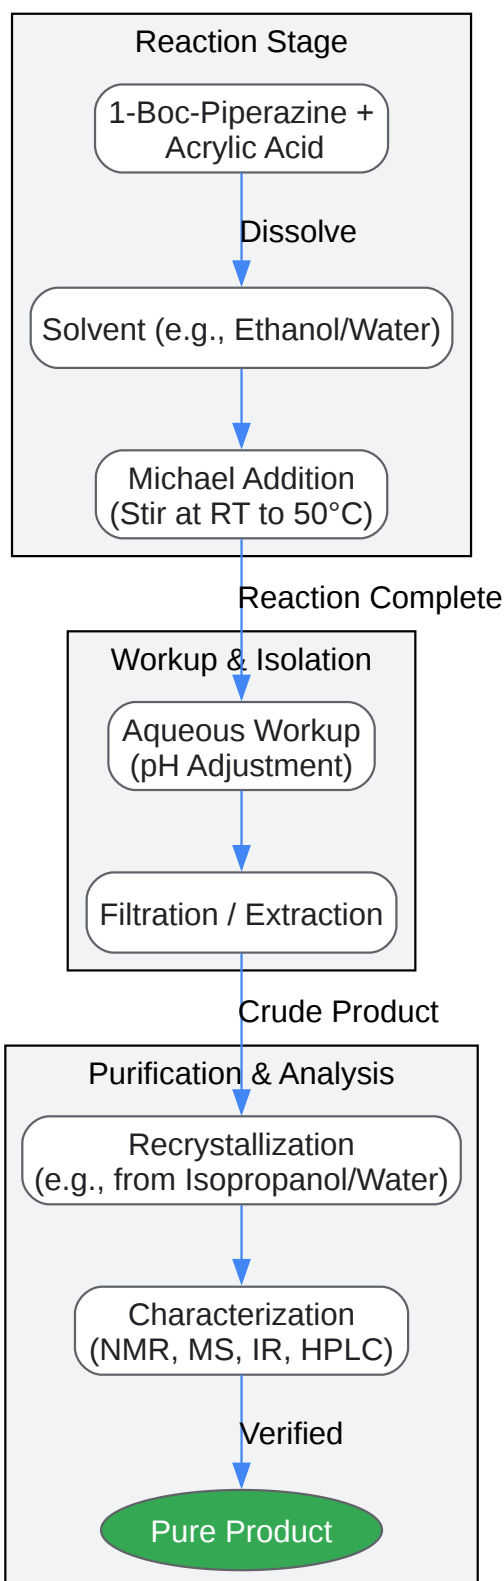 Reaction Stage
1-Boc-Piperazine +
Acrylic Acid
Dissolve
Solvent (e.g., Ethanol/Water)
Michael Addition
(Stir at RT to 50°C)
Reaction Complete
Workup & Isolation
Aqueous Workup
(pH Adjustment)
Filtration / Extraction
Crude Product
Purification & Analysis
Recrystallization
(e.g., from Isopropanol/Water)
Characterization
(NMR, MS, IR, HPLC)
Verified
Pure Product